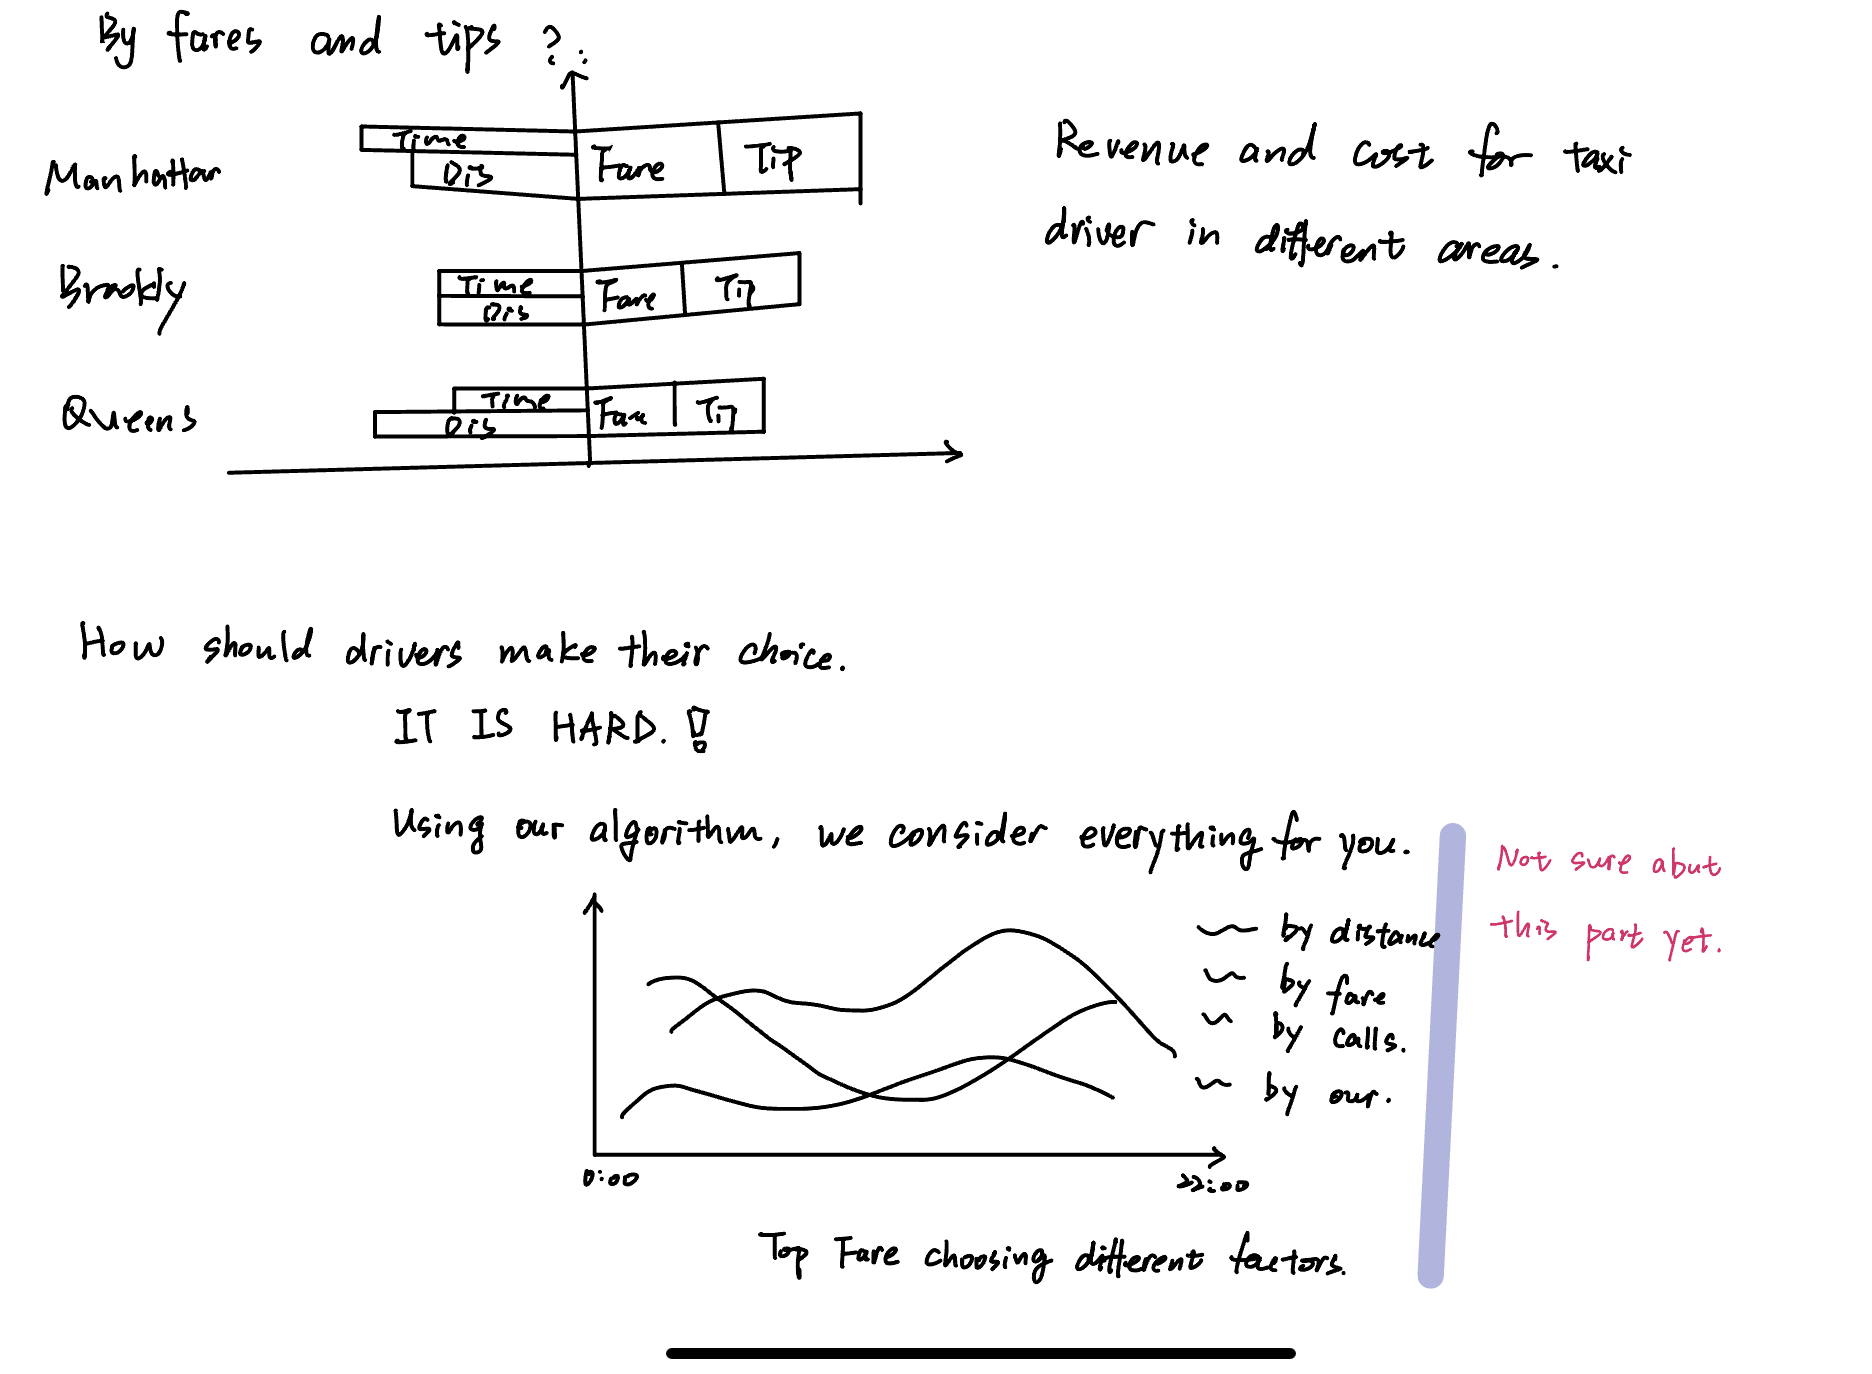 By fares and tips ?.
Time
Manhattan
Dis
Fare
Tip
Revenue and cost for taxi
driver in different areas.
Brookly
Time
Dis
Fare
Tip
Queens
Time
Dis
Fare
Tip
How should drivers make their choice.
IT IS HARD.!
Using our algorithm, we consider everything for you.
Not sure abut
this part yet.
by distance
by fare
by calls.
by our.
0:00
22:00
Top Fare choosing different factors.